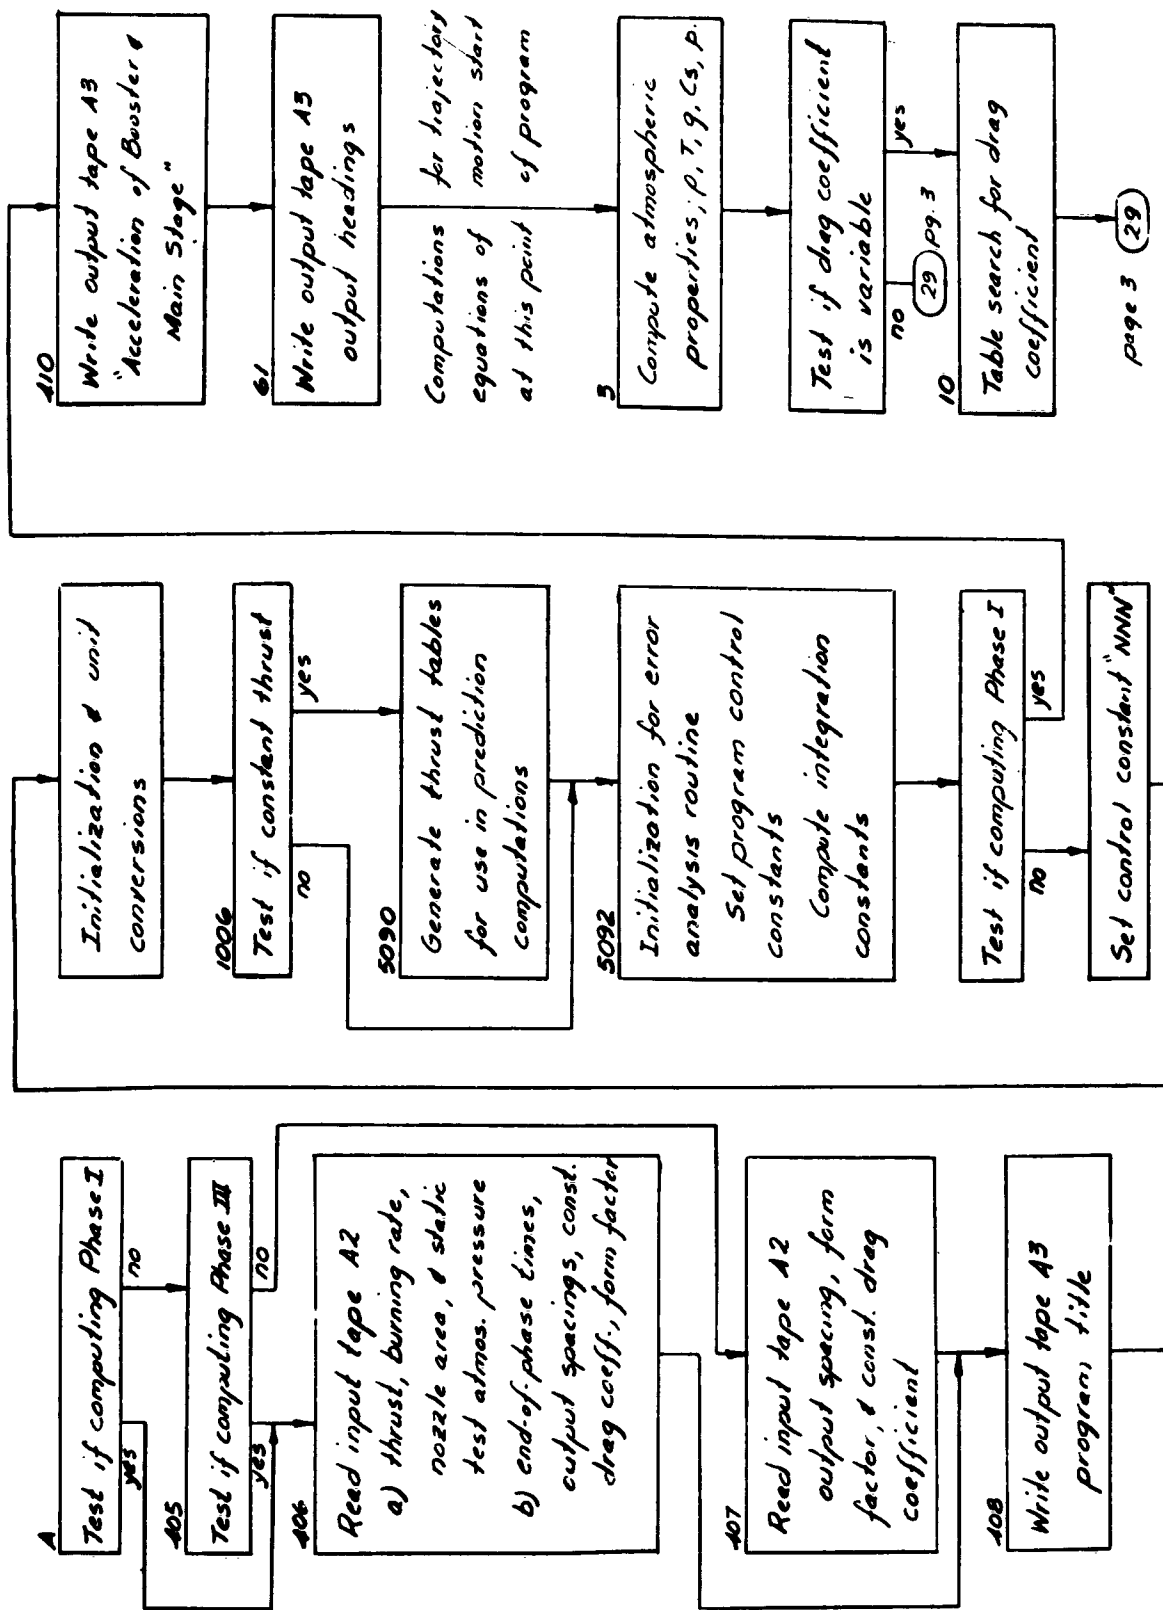 A
Test if computing Phase I
yes
no
405
Test if computing Phase III
yes
no
406
Read input tape A2
a) thrust, burning rate,
nozzle area, & static
test atmos. pressure
b) end-of-phase times,
output spacings, const.
drag coeff., form factor
407
Read input tape A2
output spacing, form
factor, & const. drag
coefficient
408
Write output tape A3
program title
Initialization & unit
conversions
1006
Test if constant thrust
no
yes
5090
Generate thrust tables
for use in prediction
computations
5092
Initialization for error
analysis routine
Set program control
constants
Compute integration
constants
Test if computing Phase I
no
yes
Set control constant "NNN"
410
Write output tape A3
"Acceleration of Booster &
Main Stage"
61
Write output tape A3
output headings
Computations for trajectory
equations of motion start
at this point of program
3
Compute atmospheric
properties; ρ, T, g, Cs, p.
Test if drag coefficient
is variable
no
yes
29 pg. 3
10
Table search for drag
coefficient
page 3 29